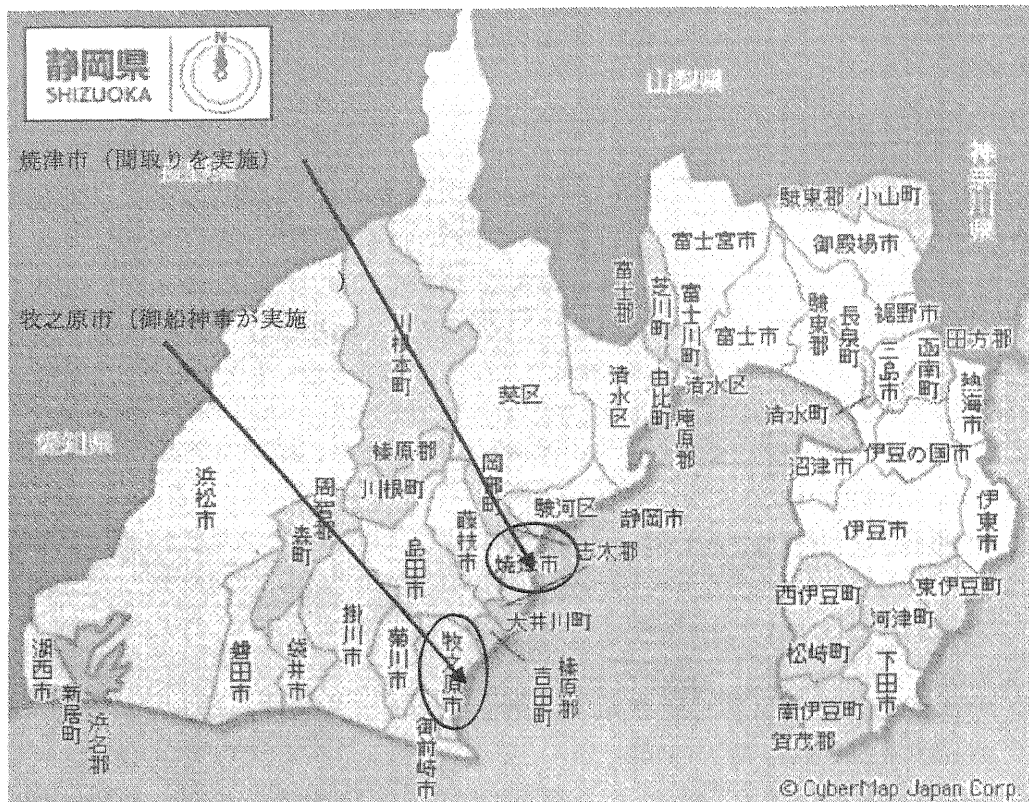 静岡県
SHIZUOKA
N
山梨県
神奈川県
焼津市（聞取りを実施）
牧之原市（御船神事が実施
）
愛知県
駿東郡 小山町
富士宮市
御殿場市
富士郡
芝川町
富士川町
富士市
駿東郡
長泉町
裾野市
函南町
田方郡
三島市
熱海市
川根本町
葵区
清水区
由比町
清水区
庵原郡
清水町
沼津市
伊豆の国市
榛原郡
川根町
岡部町
駿河区
静岡市
伊豆市
伊東市
浜松市
周智郡
森町
島田市
藤枝市
焼津市
志太郡
西伊豆町
東伊豆町
河津町
大井川町
掛川市
菊川市
牧之原市
榛原郡
吉田町
松崎町
下田市
湖西市
新居町
浜名郡
磐田市
袋井市
御前崎市
南伊豆町
賀茂郡
© CyberMap Japan Corp.